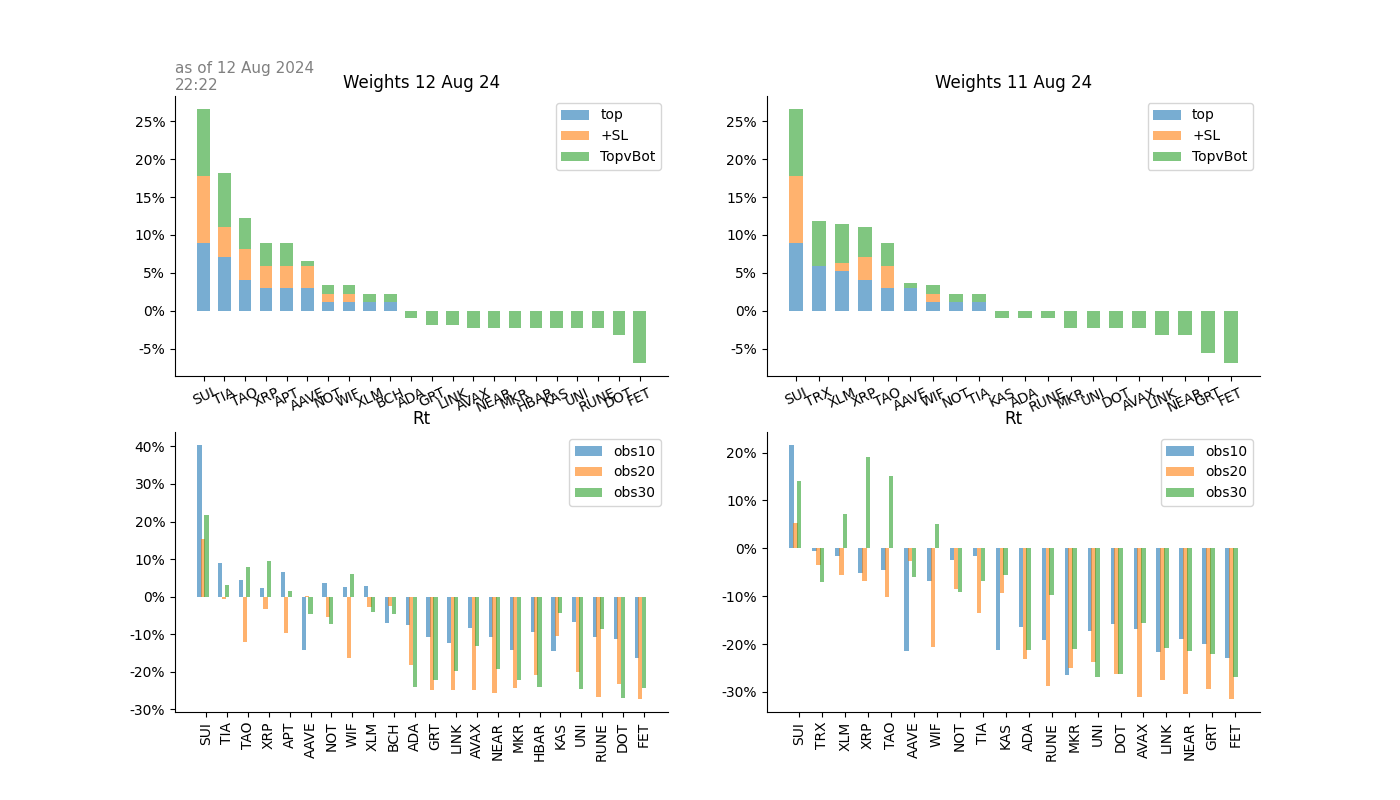 as of 12 Aug 2024
22:22
Weights 12 Aug 24
25%
20%
15%
10%
5%
0%
-5%
top
+SL
TopvBot
SUI TIA TAO XRP APT AAVE NOT WIF XLM BCH ADA GRT LINK AVAX NEAR MKR HBAR KAS UNI RUNE DOT FET
Weights 11 Aug 24
25%
20%
15%
10%
5%
0%
-5%
top
+SL
TopvBot
SUI TRX XLM XRP TAO AAVE WIF NOT TIA KAS ADA RUNE MKR UNI DOT AVAX LINK NEAR GRT FET
Rt
40%
30%
20%
10%
0%
-10%
-20%
-30%
obs10
obs20
obs30
SUI TIA TAO XRP APT AAVE NOT WIF XLM BCH ADA GRT LINK AVAX NEAR MKR HBAR KAS UNI RUNE DOT FET
Rt
20%
10%
0%
-10%
-20%
-30%
obs10
obs20
obs30
SUI TRX XLM XRP TAO AAVE WIF NOT TIA KAS ADA RUNE MKR UNI DOT AVAX LINK NEAR GRT FET